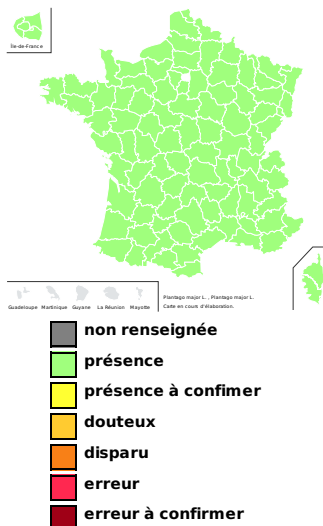 Île-de-France
Plantago major L. , Plantago major L.
Carte en cours d'élaboration.
Guadeloupe Martinique Guyane La Réunion Mayotte
non renseignée
présence
présence à confimer
douteux
disparu
erreur
erreur à confirmer